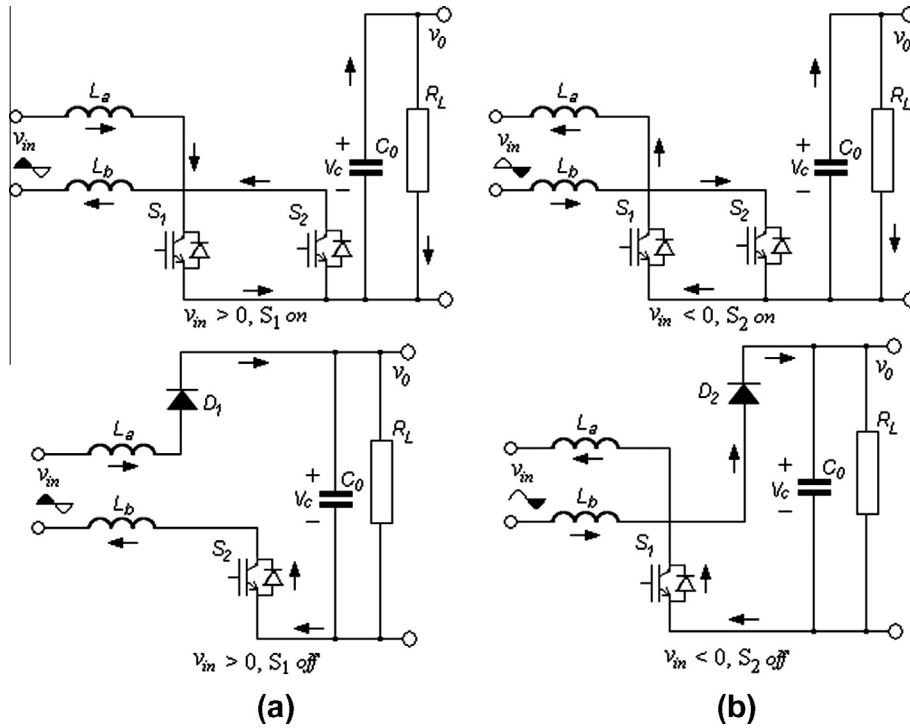 v0
La
RL
vin
+
Vc
C0
−
Lb
S1
S2
vin > 0, S1 on
v0
La
RL
vin
+
Vc
C0
−
Lb
S1
S2
vin < 0, S2 on
v0
D1
La
RL
vin
+
Vc
C0
−
Lb
S2
vin > 0, S1 off
v0
D2
La
RL
vin
+
Vc
C0
−
Lb
S1
vin < 0, S2 off
(a)
(b)